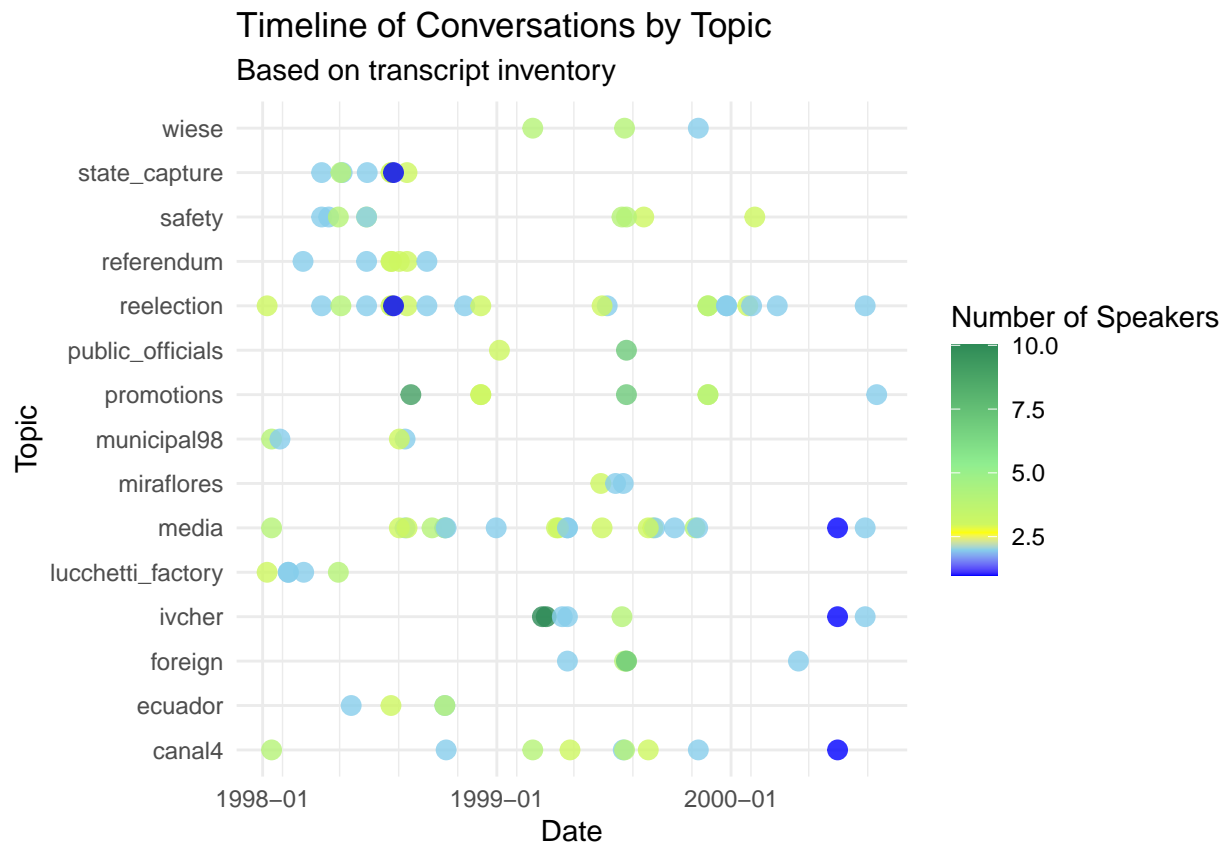 Timeline of Conversations by Topic
Based on transcript inventory
wiese
state_capture
safety
referendum
reelection
public_officials
promotions
municipal98
miraflores
media
lucchetti_factory
ivcher
foreign
ecuador
canal4
Topic
1998−01
1999−01
2000−01
Date
Number of Speakers
10.0
7.5
5.0
2.5